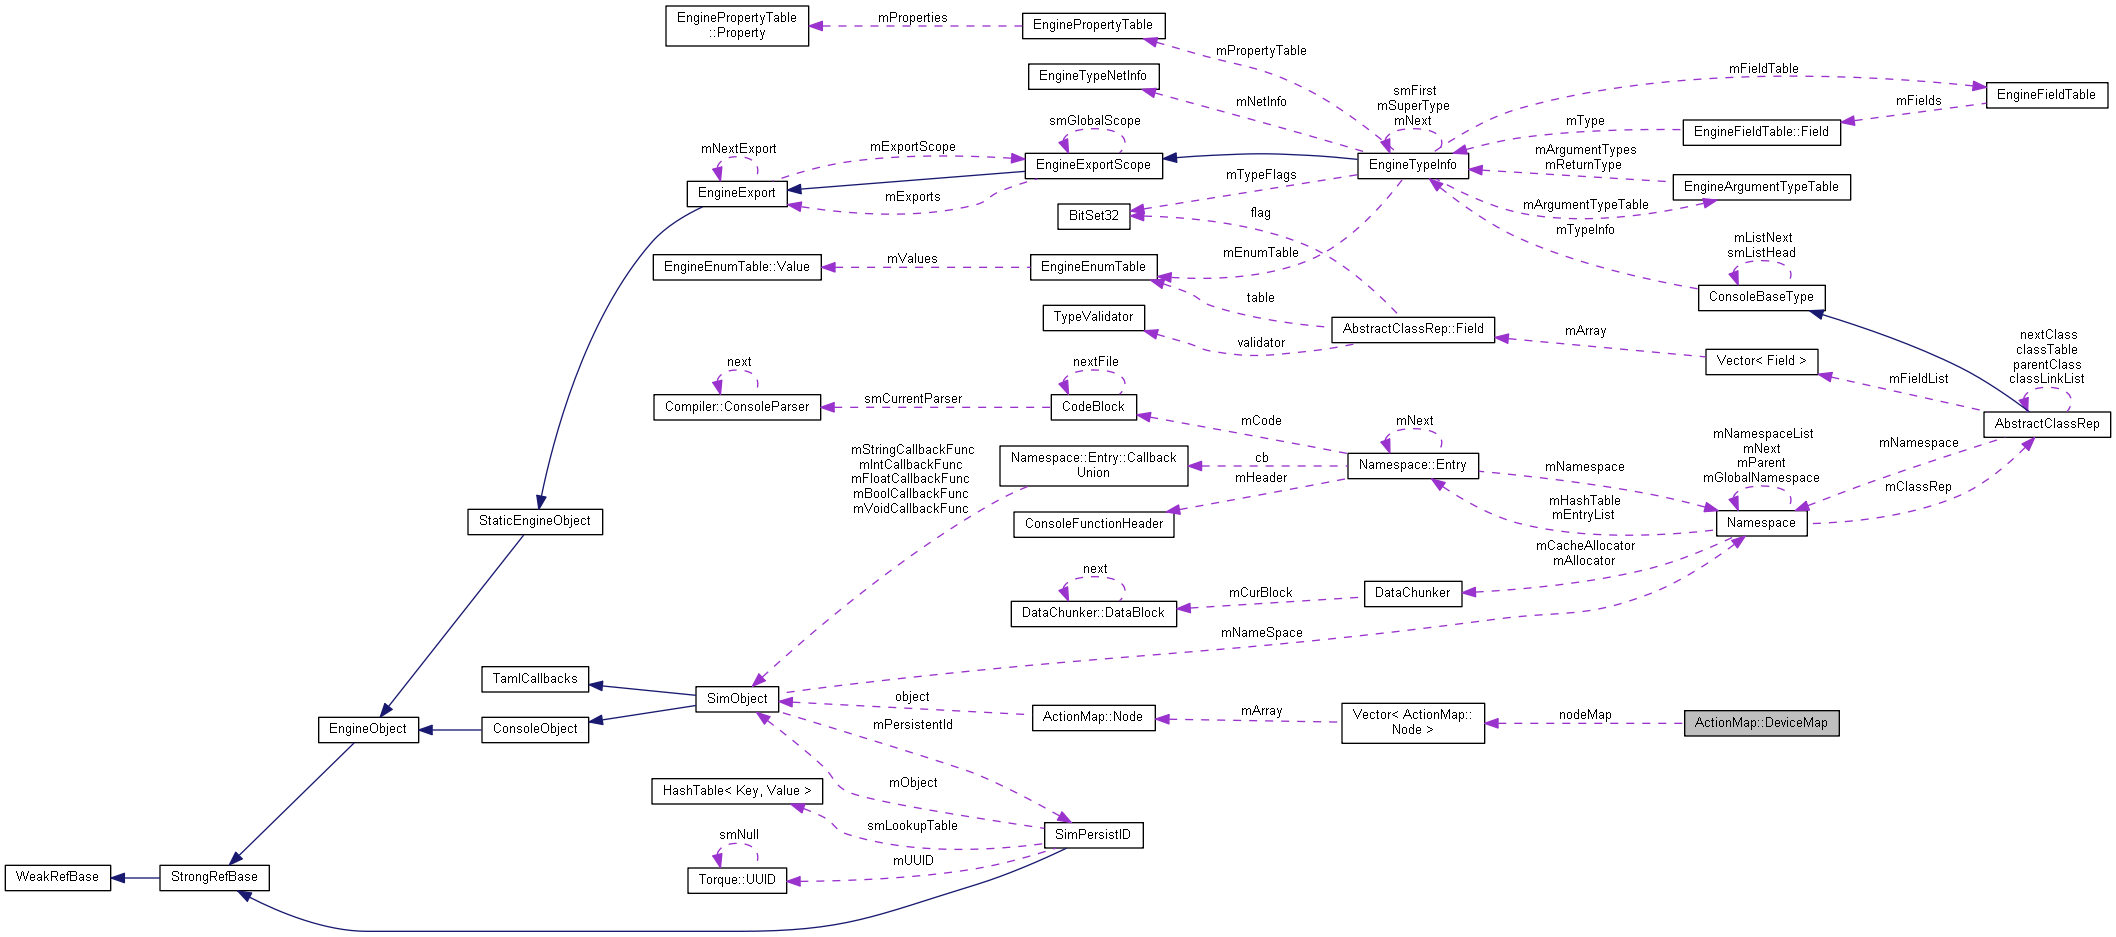 EnginePropertyTable
::Property
mProperties
EnginePropertyTable
mPropertyTable
EngineTypeNetInfo
mNetInfo
smFirst
mSuperType
mNext
mFieldTable
EngineFieldTable
mFields
EngineFieldTable::Field
mType
smGlobalScope
mNextExport
mExportScope
EngineExportScope
EngineTypeInfo
mArgumentTypes
mReturnType
EngineArgumentTypeTable
EngineExport
mExports
mTypeFlags
mArgumentTypeTable
BitSet32
flag
mTypeInfo
mListNext
smListHead
EngineEnumTable::Value
mValues
EngineEnumTable
mEnumTable
ConsoleBaseType
table
TypeValidator
AbstractClassRep::Field
mArray
validator
Vector< Field >
nextClass
classTable
parentClass
classLinkList
next
nextFile
mFieldList
Compiler::ConsoleParser
smCurrentParser
CodeBlock
mCode
mNext
AbstractClassRep
mNamespaceList
mNext
mParent
mGlobalNamespace
mNamespace
mStringCallbackFunc
mIntCallbackFunc
mFloatCallbackFunc
mBoolCallbackFunc
mVoidCallbackFunc
Namespace::Entry::Callback
Union
cb
Namespace::Entry
mNamespace
mHeader
mClassRep
mHashTable
mEntryList
StaticEngineObject
ConsoleFunctionHeader
Namespace
mCacheAllocator
mAllocator
next
DataChunker
mCurBlock
DataChunker::DataBlock
mNameSpace
TamlCallbacks
SimObject
object
ActionMap::Node
mArray
Vector< ActionMap::
Node >
nodeMap
ActionMap::DeviceMap
EngineObject
ConsoleObject
mPersistentId
HashTable< Key, Value >
mObject
smLookupTable
SimPersistID
smNull
mUUID
WeakRefBase
StrongRefBase
Torque::UUID